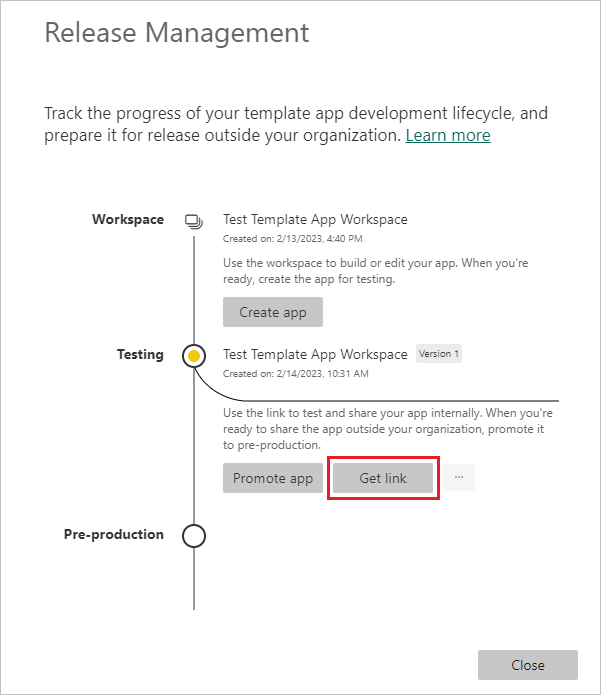 Release Management
Track the progress of your template app development lifecycle, and
prepare it for release outside your organization. Learn more
Workspace
Test Template App Workspace
Created on: 2/13/2023, 4:40 PM
Use the workspace to build or edit your app. When you're
ready, create the app for testing.
Create app
Testing
Test Template App Workspace Version 1
Created on: 2/14/2023, 10:31 AM
Use the link to test and share your app internally. When you're
ready to share the app outside your organization, promote it
to pre-production.
Promote app Get link ...
Pre-production
Close